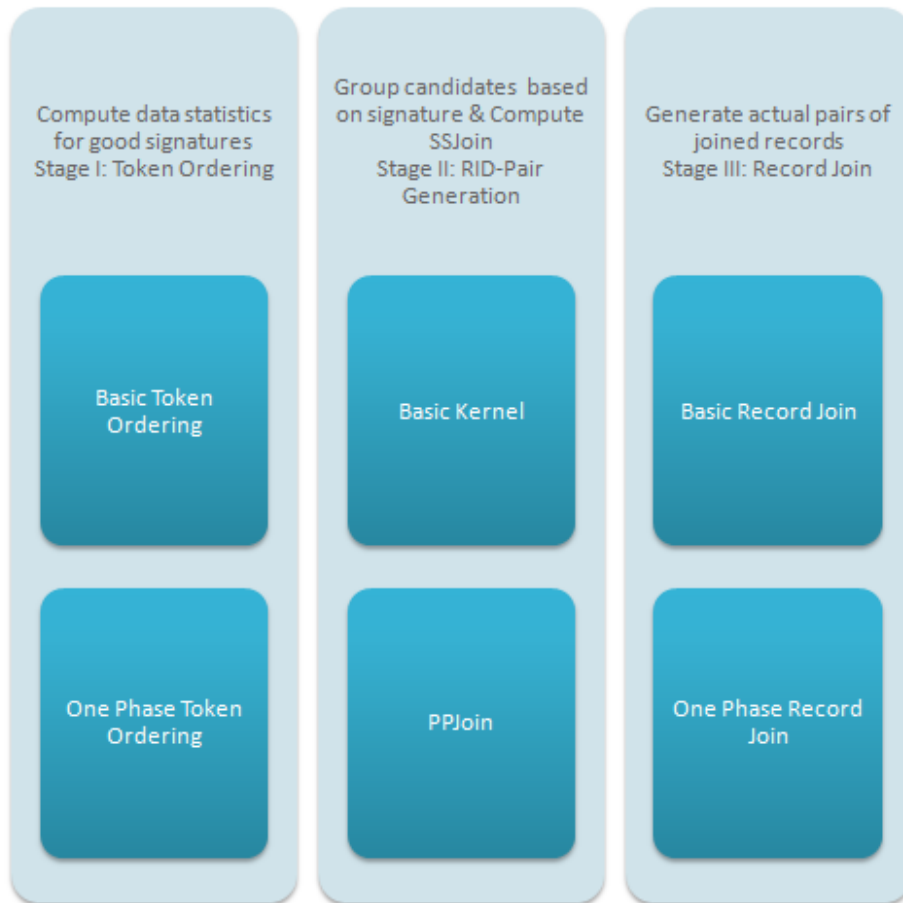 Compute data statistics
for good signatures
Stage I: Token Ordering
Group candidates  based
on signature & Compute
SSJoin
Stage II: RID-Pair
Generation
Generate actual pairs of
joined records
Stage III: Record Join
Basic Token
Ordering
Basic Kernel
Basic Record Join
One Phase Token
Ordering
PPJoin
One Phase Record
Join